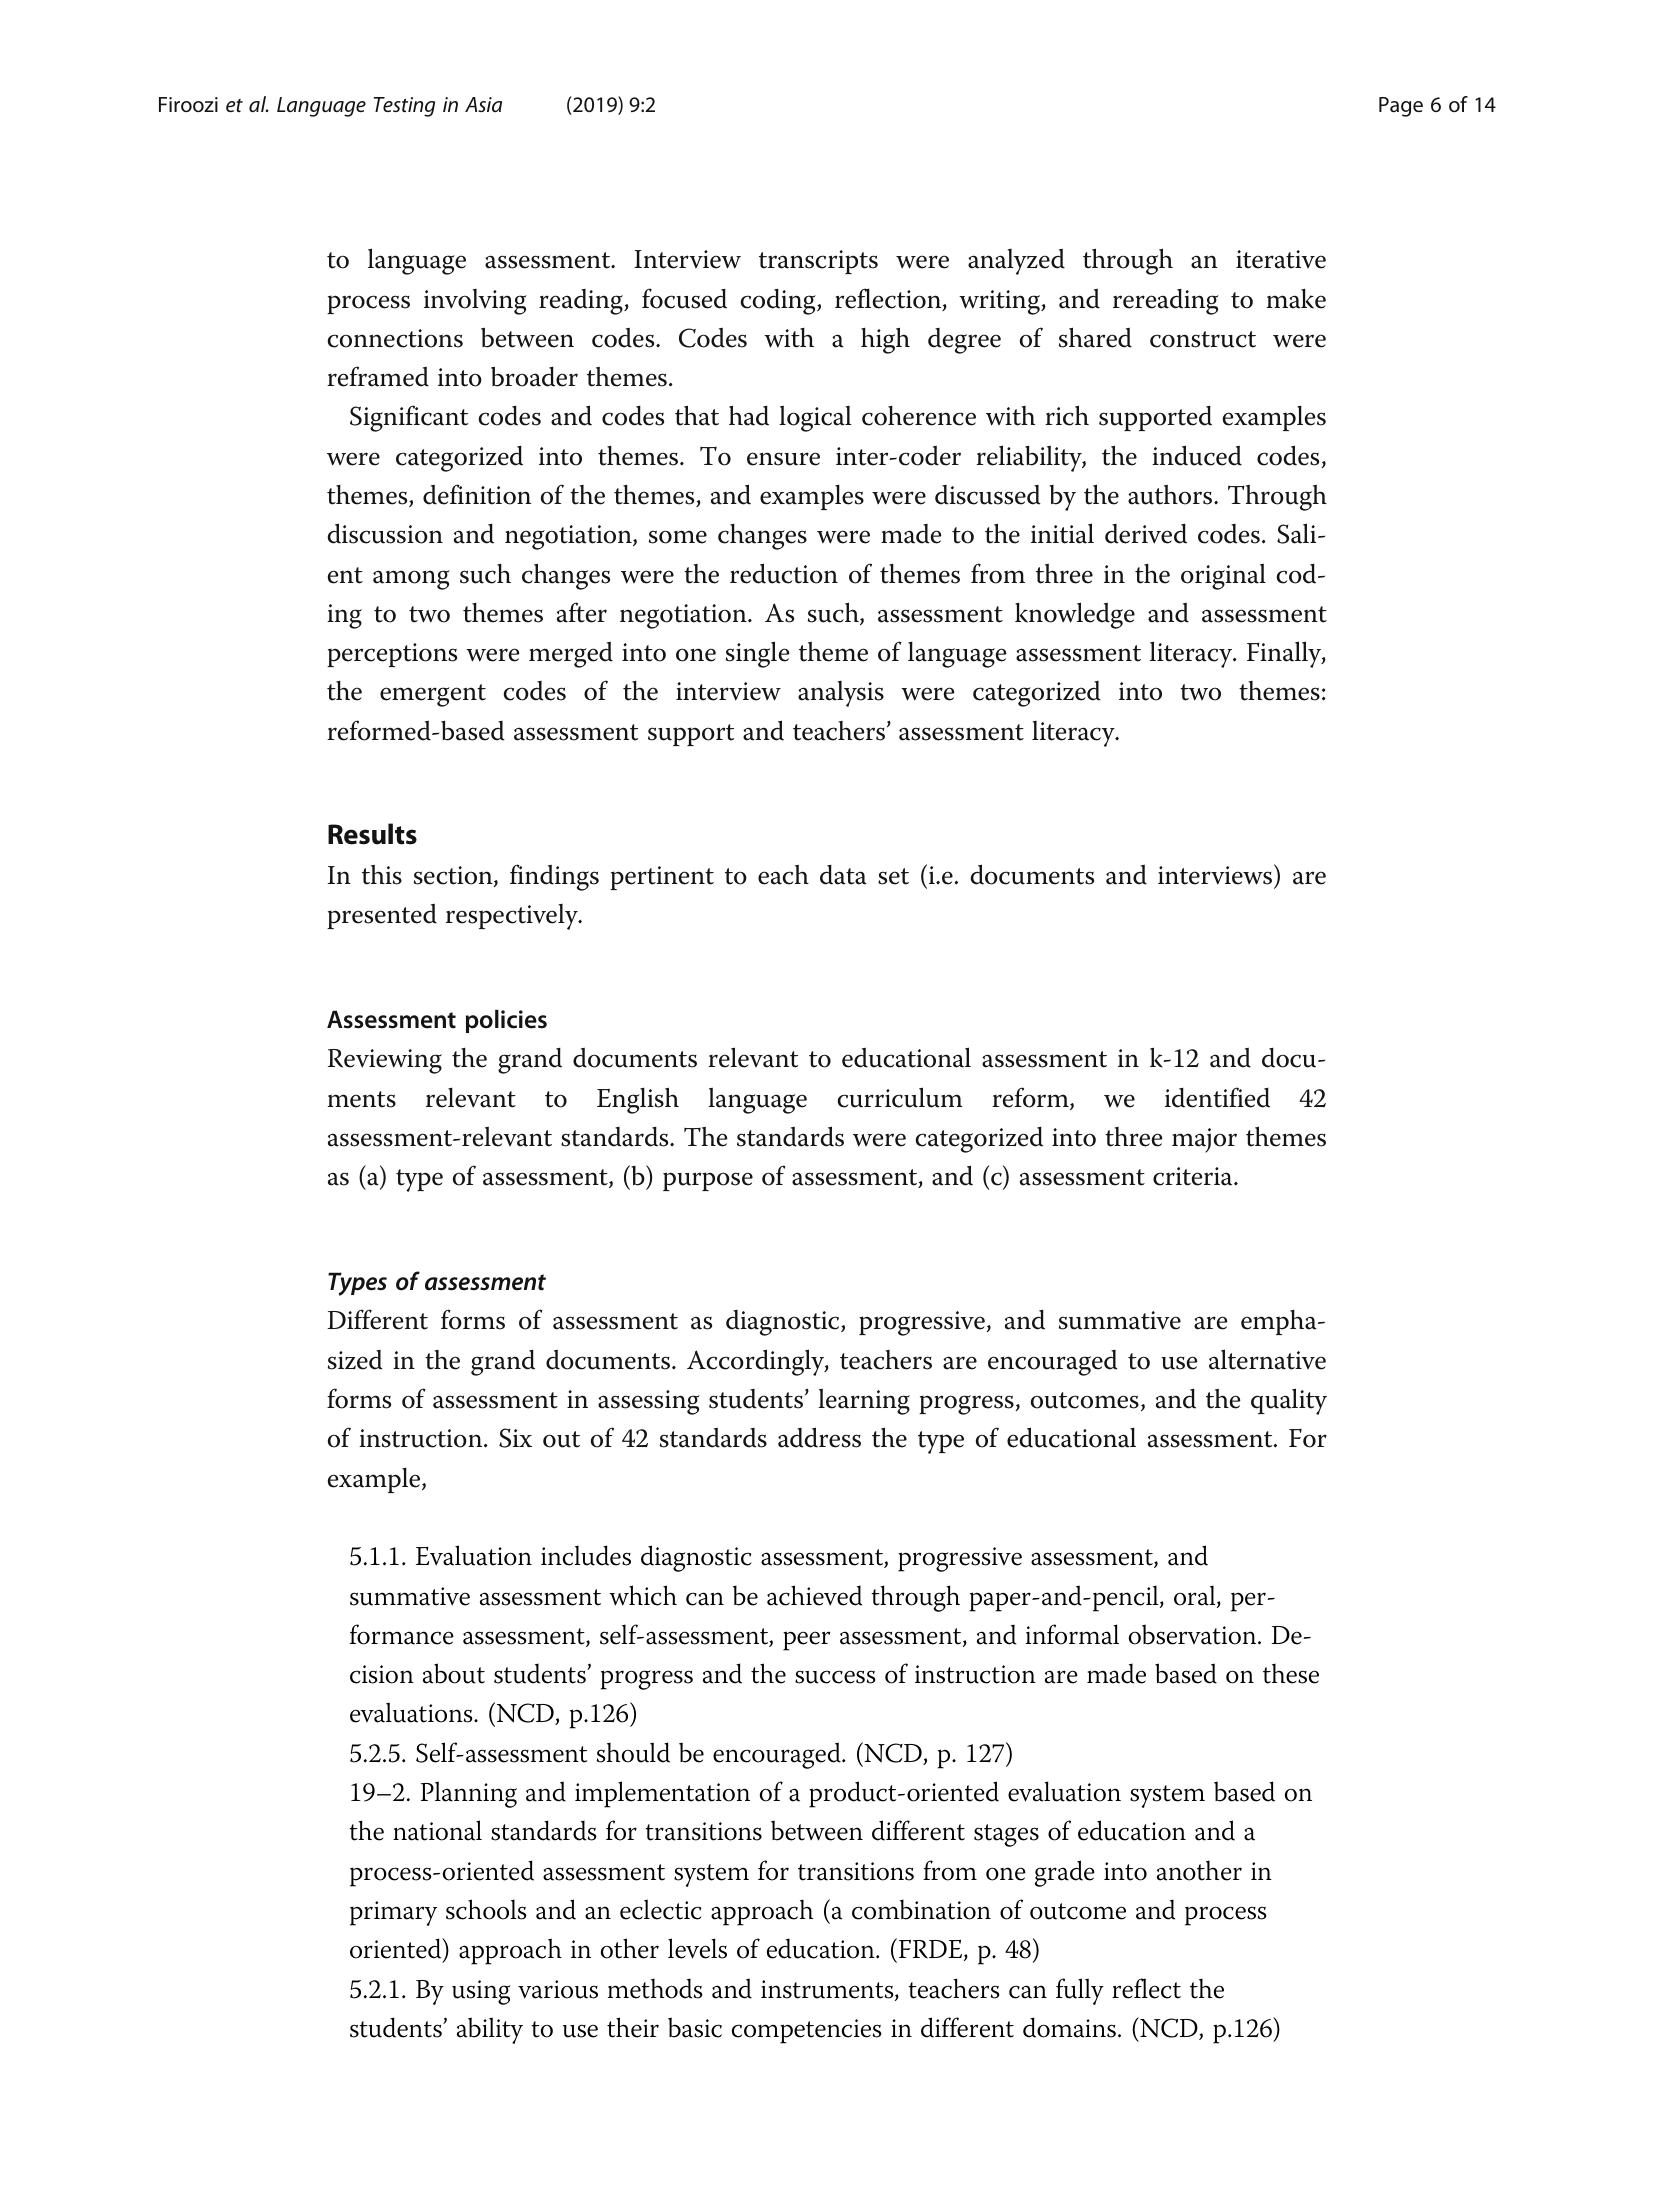 Firoozi et al. Language Testing in Asia (2019) 9:2 Page 6 of 14
to language assessment. Interview transcripts were analyzed through an iterative
process involving reading, focused coding, reflection, writing, and rereading to make
connections between codes. Codes with a high degree of shared construct were
reframed into broader themes.
Significant codes and codes that had logical coherence with rich supported examples
were categorized into themes. To ensure inter-coder reliability, the induced codes,
themes, definition of the themes, and examples were discussed by the authors. Through
discussion and negotiation, some changes were made to the initial derived codes. Sali-
ent among such changes were the reduction of themes from three in the original cod-
ing to two themes after negotiation. As such, assessment knowledge and assessment
perceptions were merged into one single theme of language assessment literacy. Finally,
the emergent codes of the interview analysis were categorized into two themes:
reformed-based assessment support and teachers’ assessment literacy.
Results
In this section, findings pertinent to each data set (i.e. documents and interviews) are
presented respectively.
Assessment policies
Reviewing the grand documents relevant to educational assessment in k-12 and docu-
ments relevant to English language curriculum reform, we identified 42
assessment-relevant standards. The standards were categorized into three major themes
as (a) type of assessment, (b) purpose of assessment, and (c) assessment criteria.
Types of assessment
Different forms of assessment as diagnostic, progressive, and summative are empha-
sized in the grand documents. Accordingly, teachers are encouraged to use alternative
forms of assessment in assessing students’ learning progress, outcomes, and the quality
of instruction. Six out of 42 standards address the type of educational assessment. For
example,
5.1.1. Evaluation includes diagnostic assessment, progressive assessment, and
summative assessment which can be achieved through paper-and-pencil, oral, per-
formance assessment, self-assessment, peer assessment, and informal observation. De-
cision about students’ progress and the success of instruction are made based on these
evaluations. (NCD, p.126)
5.2.5. Self-assessment should be encouraged. (NCD, p. 127)
19–2. Planning and implementation of a product-oriented evaluation system based on
the national standards for transitions between different stages of education and a
process-oriented assessment system for transitions from one grade into another in
primary schools and an eclectic approach (a combination of outcome and process
oriented) approach in other levels of education. (FRDE, p. 48)
5.2.1. By using various methods and instruments, teachers can fully reflect the
students’ ability to use their basic competencies in different domains. (NCD, p.126)